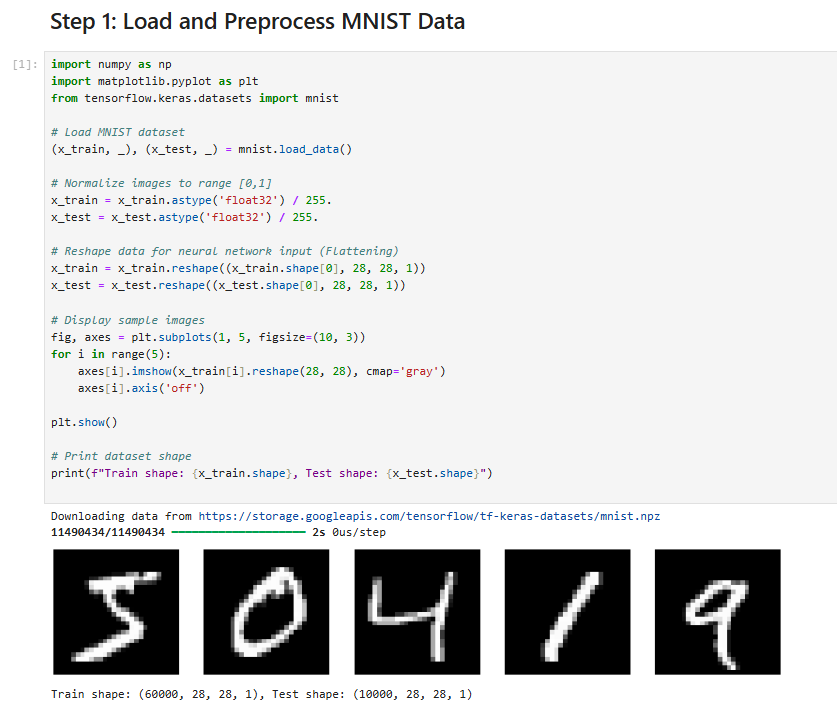 Step 1: Load and Preprocess MNIST Data
[1]:
import numpy as np
import matplotlib.pyplot as plt
from tensorflow.keras.datasets import mnist
# Load MNIST dataset
(x_train, _), (x_test, _) = mnist.load_data()
# Normalize images to range [0,1]
x_train = x_train.astype('float32') / 255.
x_test = x_test.astype('float32') / 255.
# Reshape data for neural network input (Flattening)
x_train = x_train.reshape((x_train.shape[0], 28, 28, 1))
x_test = x_test.reshape((x_test.shape[0], 28, 28, 1))
# Display sample images
fig, axes = plt.subplots(1, 5, figsize=(10, 3))
for i in range(5):
    axes[i].imshow(x_train[i].reshape(28, 28), cmap='gray')
    axes[i].axis('off')
plt.show()
# Print dataset shape
print(f"Train shape: {x_train.shape}, Test shape: {x_test.shape}")
Downloading data from https://storage.googleapis.com/tensorflow/tf-keras-datasets/mnist.npz
11490434/11490434 ━━━━━━━━━━━━━━━━━━━━ 2s 0us/step
5 0 4 1 9
Train shape: (60000, 28, 28, 1), Test shape: (10000, 28, 28, 1)